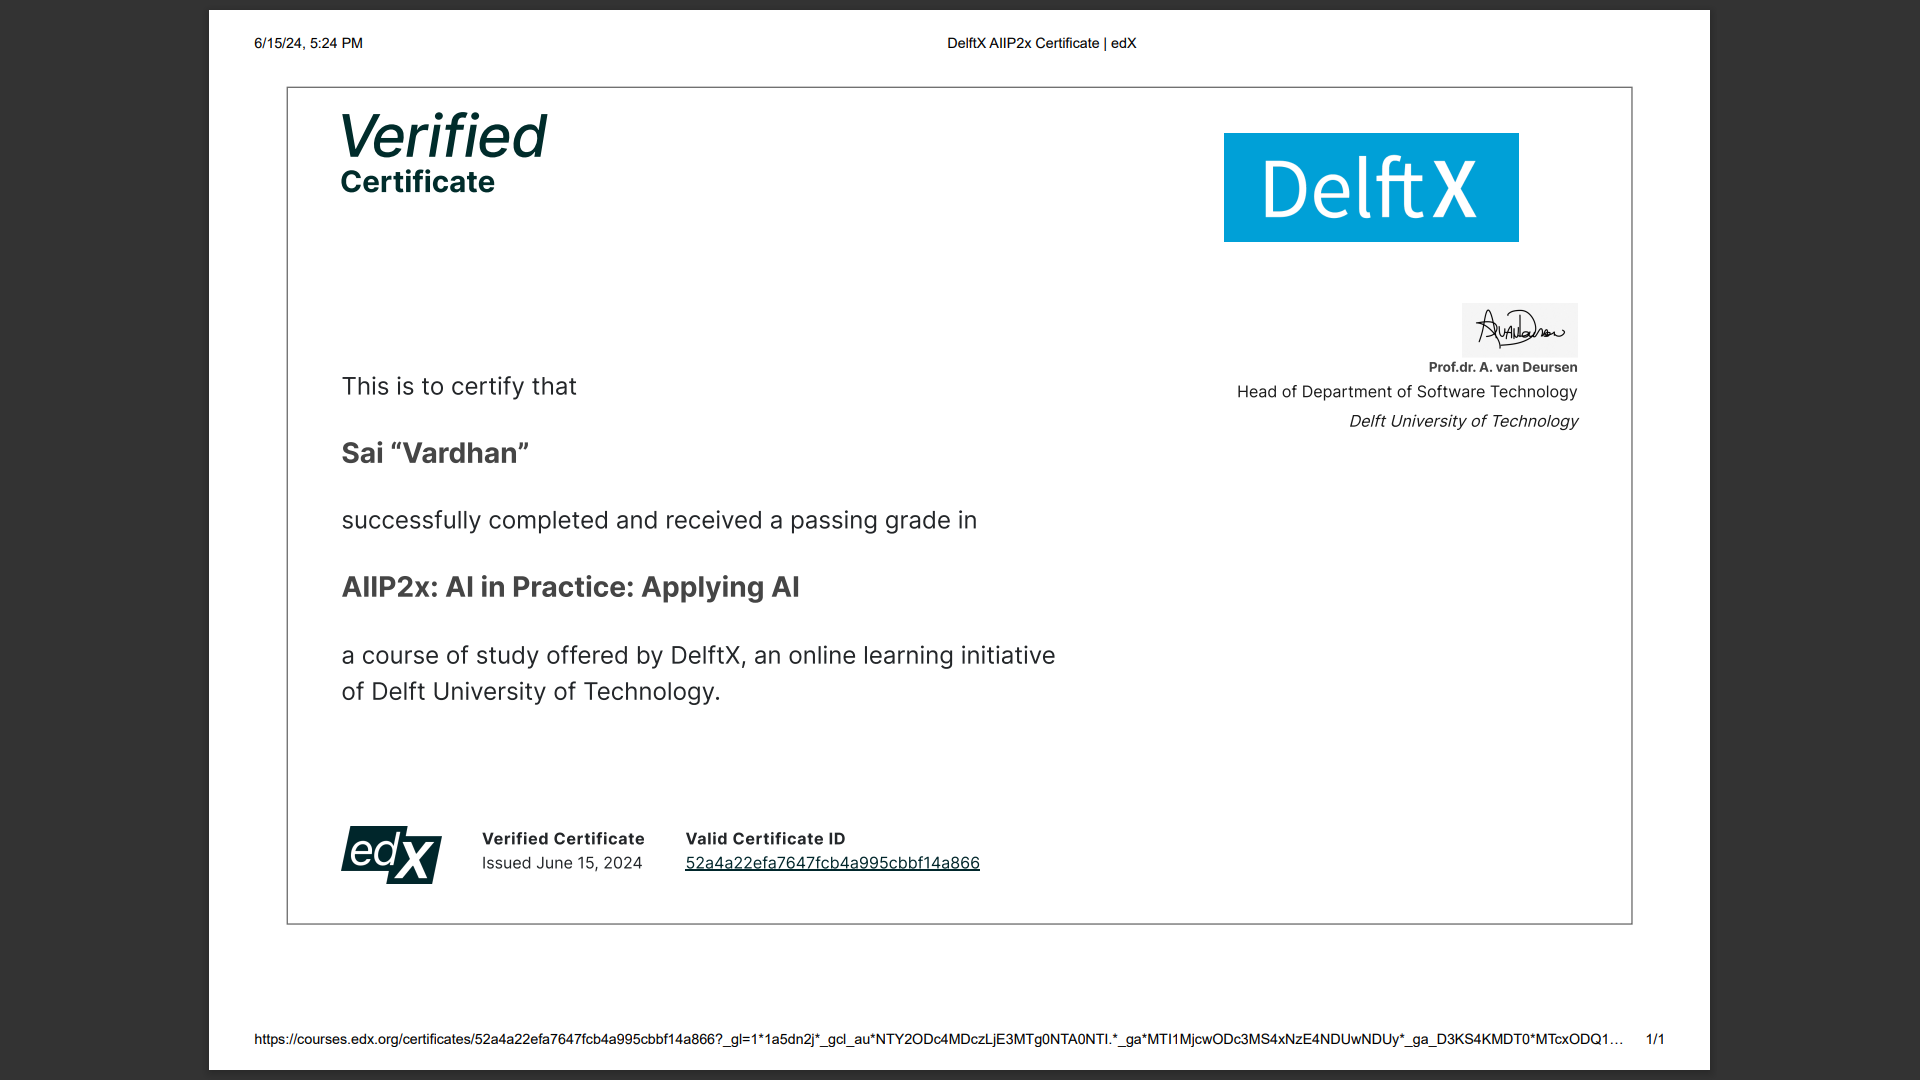 6/15/24, 5:24 PM
DelftX AIIP2x Certificate | edX
Verified
Certificate
DelftX
Prof.dr. A. van Deursen
Head of Department of Software Technology
Delft University of Technology
This is to certify that
Sai “Vardhan”
successfully completed and received a passing grade in
AIIP2x: AI in Practice: Applying AI
a course of study offered by DelftX, an online learning initiative
of Delft University of Technology.
edX
Verified Certificate
Issued June 15, 2024
Valid Certificate ID
52a4a22efa7647fcb4a995cbbf14a866
https://courses.edx.org/certificates/52a4a22efa7647fcb4a995cbbf14a866?_gl=1*1a5dn2j*_gcl_au*NTY2ODc4MDczLjE3MTg0NTA0NTI.*_ga*MTI1MjcwODc3MS4xNzE4NDUwNDUy*_ga_D3KS4KMDT0*MTcxODQ1…
1/1